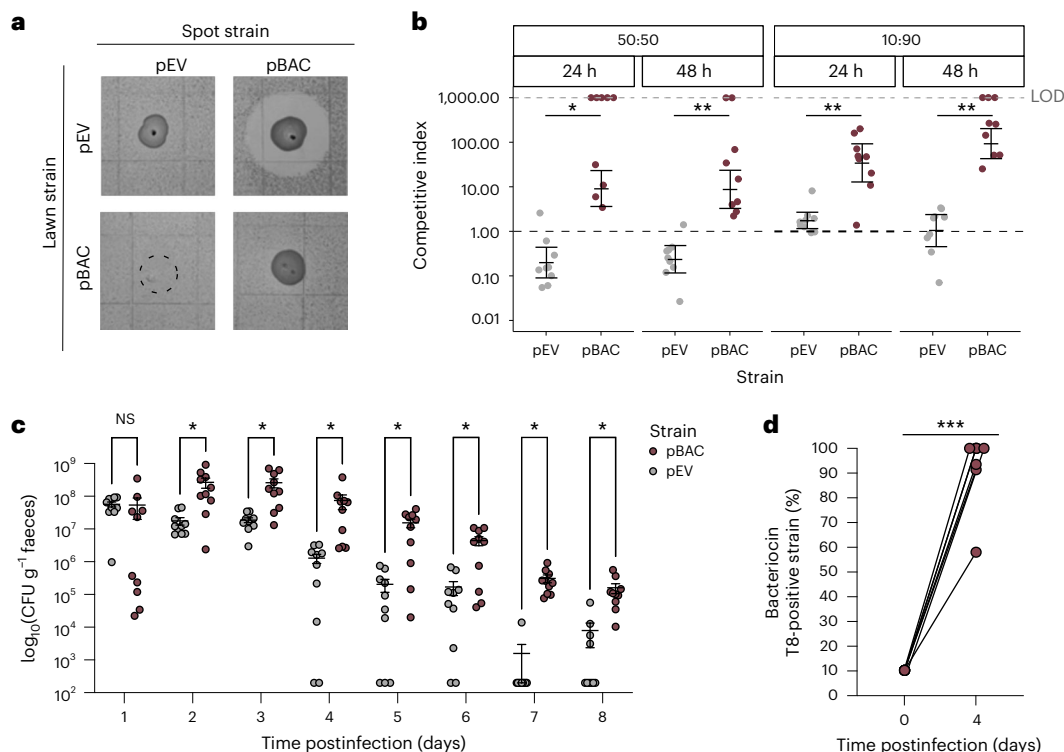 a
Spot strain
pEV pBAC
Lawn strain
pEV
pBAC
b
50:50 10:90
24 h 48 h 24 h 48 h
Competitive index
1,000.00
100.00
10.00
1.00
0.10
0.01
LOD
* ** ** **
pEV pBAC pEV pBAC pEV pBAC pEV pBAC
Strain
c
NS * * * * * * *
Strain
pBAC
pEV
log₁₀(CFU g⁻¹ faeces)
10⁹
10⁸
10⁷
10⁶
10⁵
10⁴
10³
10²
1 2 3 4 5 6 7 8
Time postinfection (days)
d
***
Bacteriocin
T8-positive strain (%)
100
90
80
70
60
50
40
30
20
10
0
0 4
Time postinfection (days)